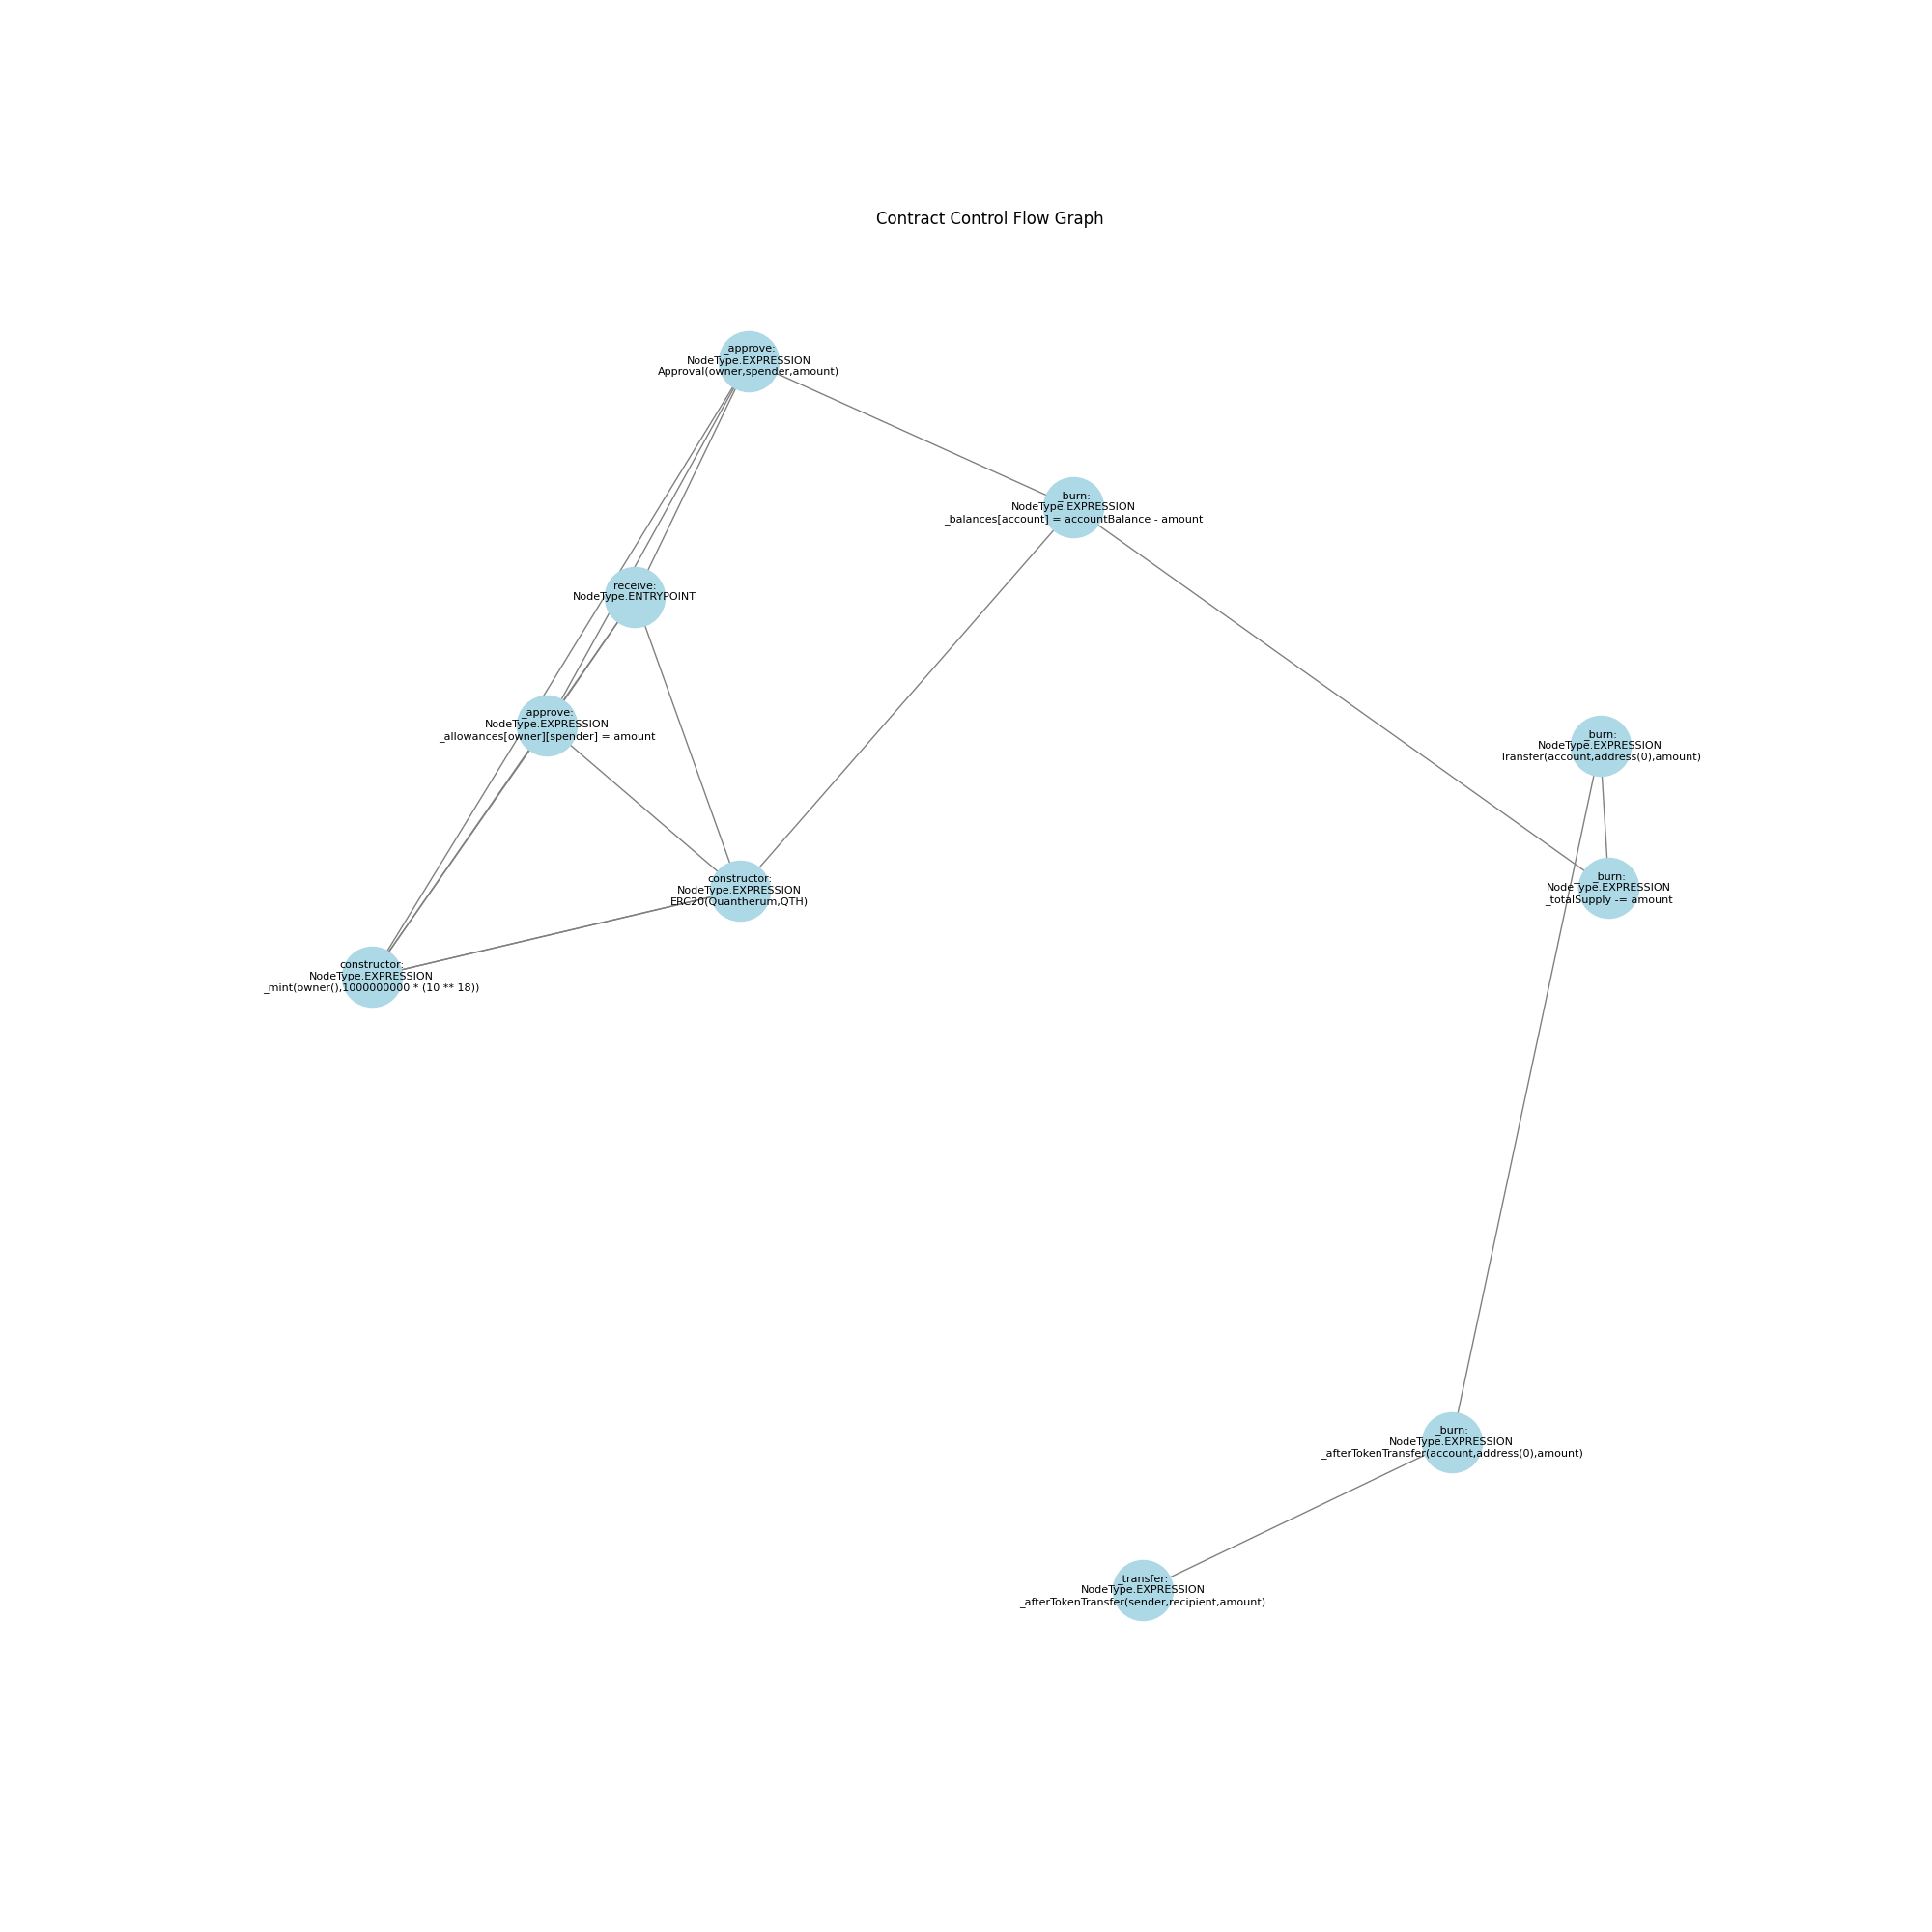 Contract Control Flow Graph
_approve:
NodeType.EXPRESSION
Approval(owner,spender,amount)
_burn:
NodeType.EXPRESSION
_balances[account] = accountBalance - amount
receive:
NodeType.ENTRYPOINT
_approve:
NodeType.EXPRESSION
_allowances[owner][spender] = amount
_burn:
NodeType.EXPRESSION
Transfer(account,address(0),amount)
constructor:
NodeType.EXPRESSION
ERC20(Quantherum,QTH)
_burn:
NodeType.EXPRESSION
_totalSupply -= amount
constructor:
NodeType.EXPRESSION
_mint(owner(),1000000000 * (10 ** 18))
_burn:
NodeType.EXPRESSION
_afterTokenTransfer(account,address(0),amount)
_transfer:
NodeType.EXPRESSION
_afterTokenTransfer(sender,recipient,amount)